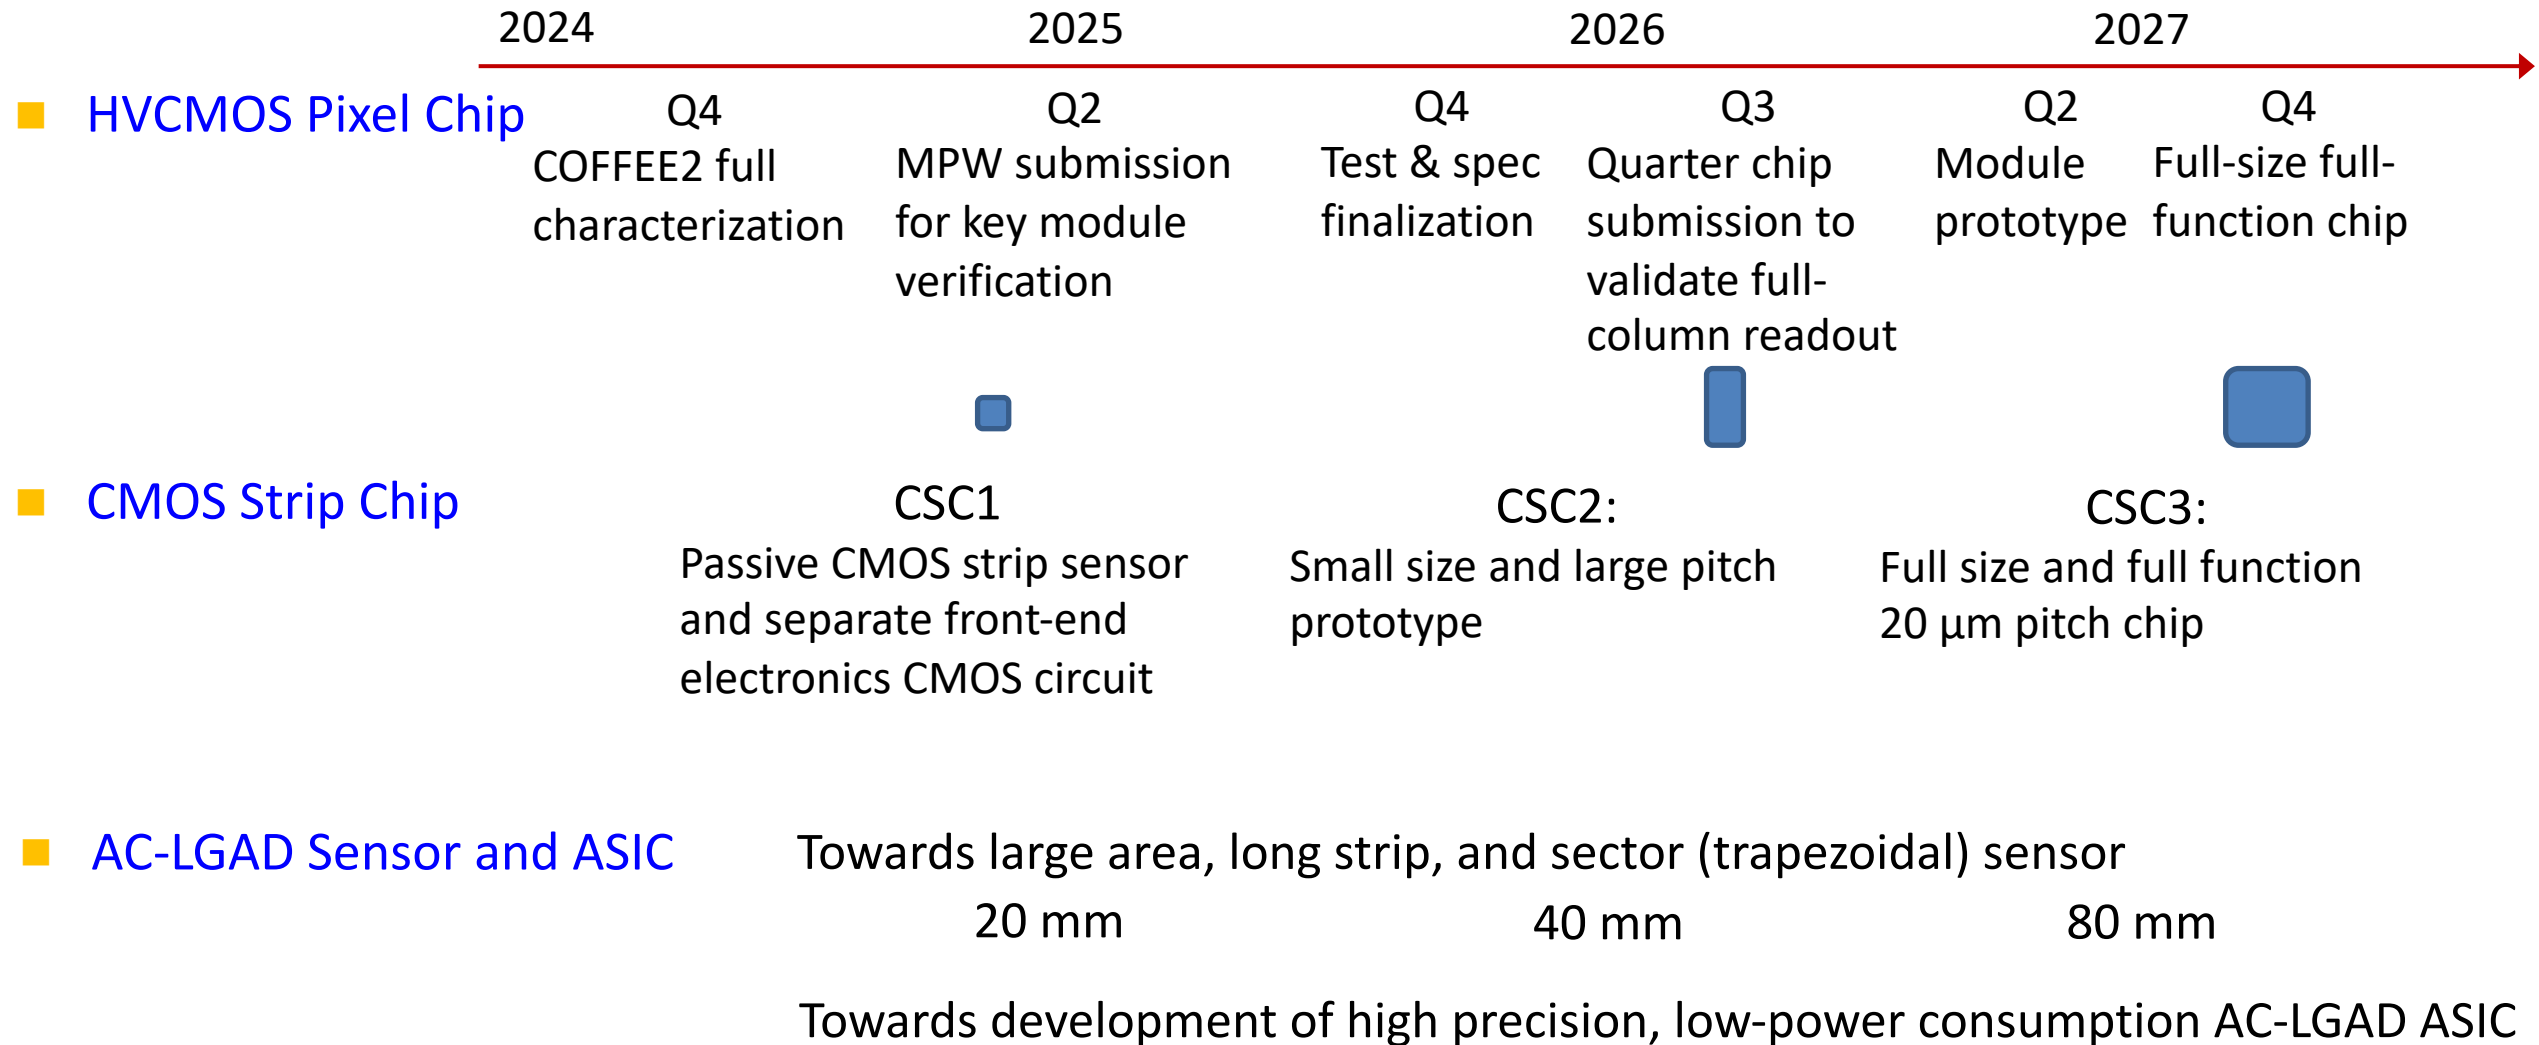 2024 2025 2026 2027
HVCMOS Pixel Chip
Q4
COFFEE2 full
characterization
Q2
MPW submission
for key module
verification
Q4
Test & spec
finalization
Q3
Quarter chip
submission to
validate full-
column readout
Q2
Module
prototype
Q4
Full-size full-
function chip
CMOS Strip Chip
CSC1
Passive CMOS strip sensor
and separate front-end
electronics CMOS circuit
CSC2:
Small size and large pitch
prototype
CSC3:
Full size and full function
20 µm pitch chip
AC-LGAD Sensor and ASIC
Towards large area, long strip, and sector (trapezoidal) sensor
20 mm 40 mm 80 mm
Towards development of high precision, low-power consumption AC-LGAD ASIC